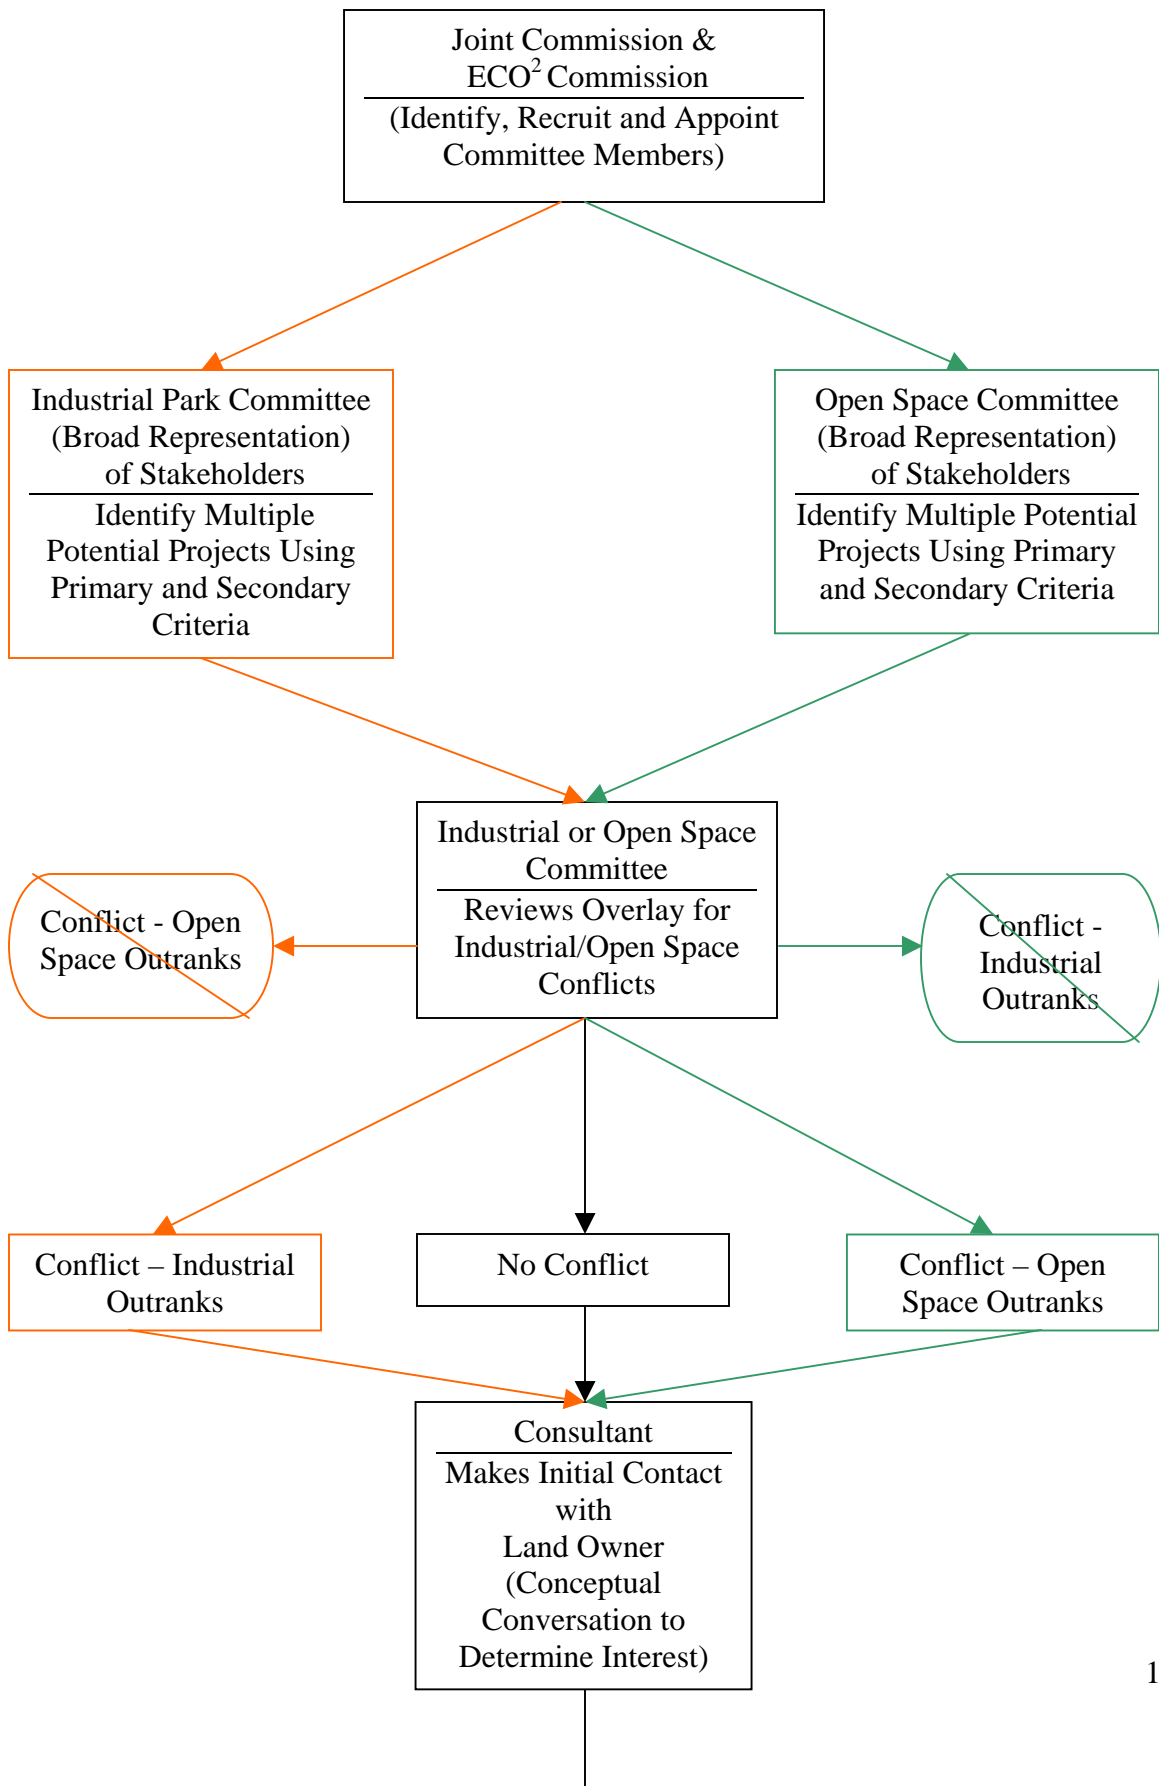 Joint Commission &
ECO² Commission
(Identify, Recruit and Appoint
Committee Members)
Industrial Park Committee
(Broad Representation)
of Stakeholders
Identify Multiple
Potential Projects Using
Primary and Secondary
Criteria
Open Space Committee
(Broad Representation)
of Stakeholders
Identify Multiple Potential
Projects Using Primary
and Secondary Criteria
Industrial or Open Space
Committee
Reviews Overlay for
Industrial/Open Space
Conflicts
Conflict - Open
Space Outranks
Conflict -
Industrial
Outranks
Conflict – Industrial
Outranks
No Conflict
Conflict – Open
Space Outranks
Consultant
Makes Initial Contact
with
Land Owner
(Conceptual
Conversation to
Determine Interest)
1